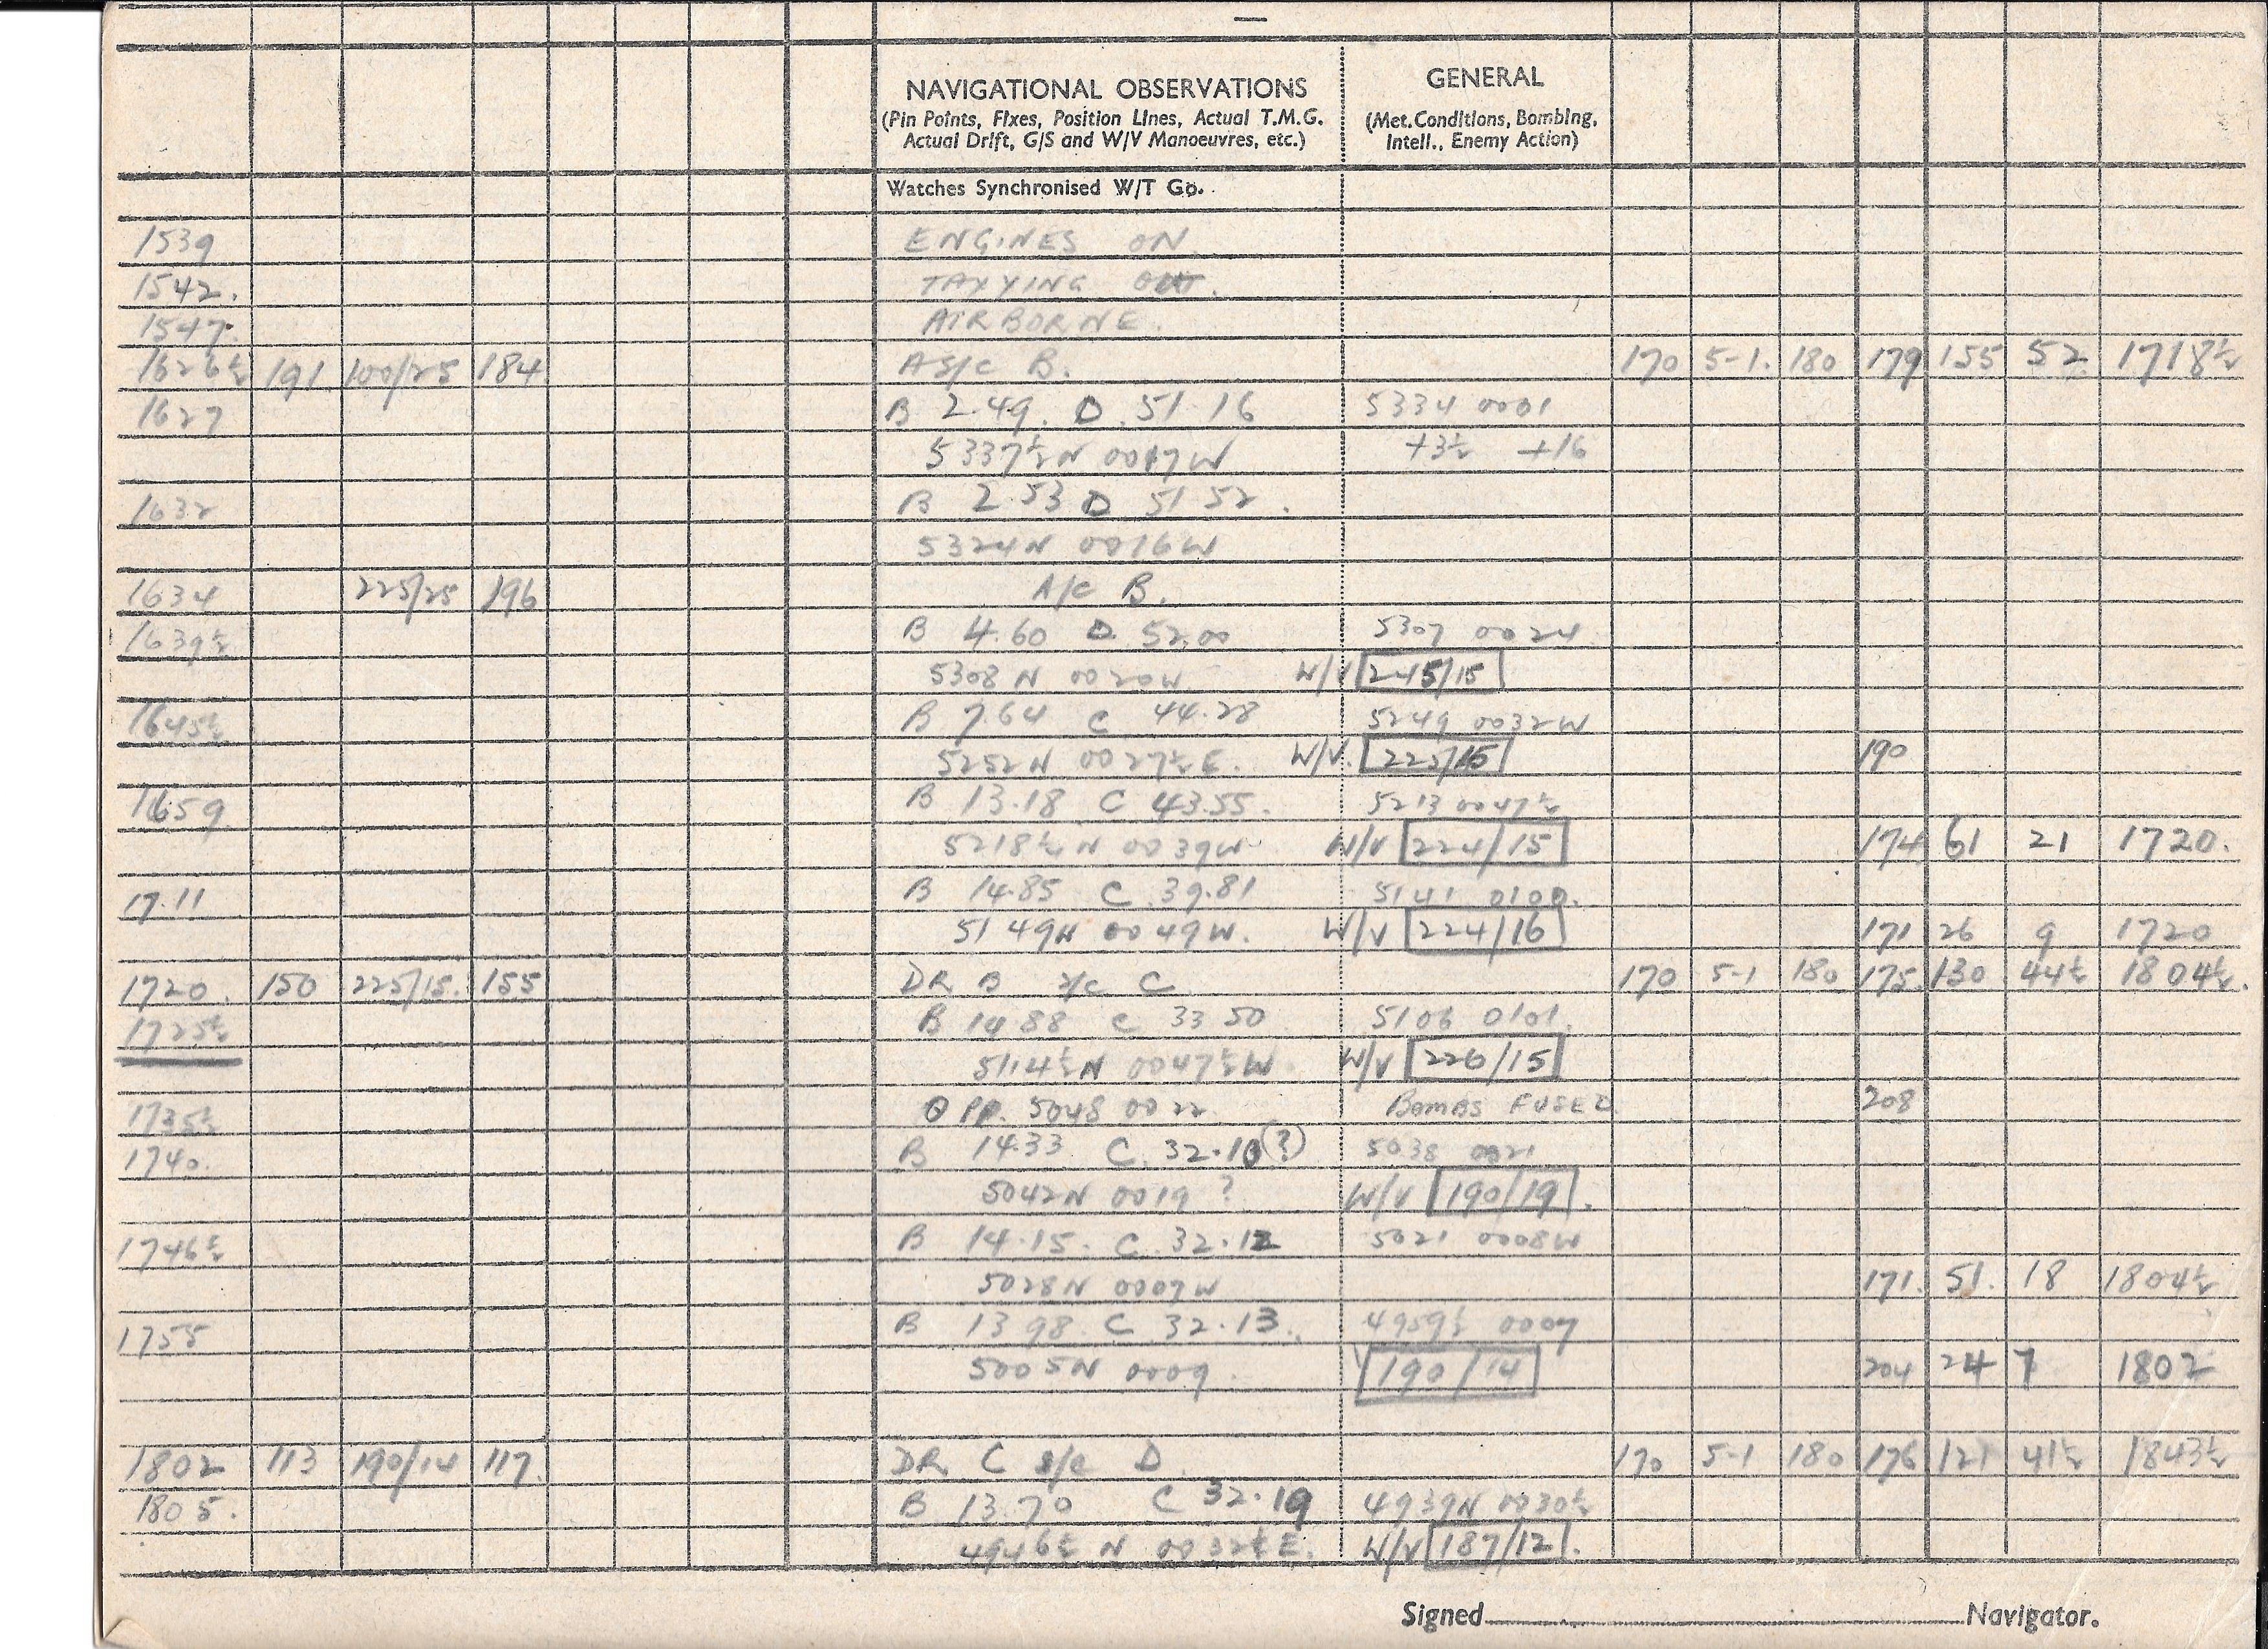 NAVIGATIONAL OBSERVATIONS GENERAL
(Pin Points, Fixes, Position Lines, Actual T.M.G. (Met. Conditions, Bombing,
Actual Drift, G/S and W/V Manoeuvres, etc.) Intell., Enemy Action)
Watches Synchronised W/T Go.
1539 ENGINES ON
1542. TAXYING OUT.
1547. AIRBORNE.
1626½ 191 100/25 184 AS/C B. 170 5-1. 180 179 155 52 1718½
1627 B 2.49. D. 51.16 5334 0001
5337½N 0017W +3½ +16
1632 B 2.53 D 51 52.
5324N 0016W
1634 225/25 196 A/C B.
1639½ B 4.60 D. 52.00 5307 0024
5308N 0020W W/V 245/15
1645½ B 7.64 C 44.28 5249 0032W
5252N 0027½E. W/V. 225/15 190
1659 B 13.18 C 43.55. 5213 0047½
5218½N 0039W W/V 224/15 174 61 21 1720.
17.11 B 14.85 C 39.81 5141 0100.
5149N 0049W. W/V 224/16 171 26 9 1720
1720. 150 225/15. 155 DR B s/c C 170 5-1 180 175 130 44½ 1804½.
1725½ B 14 88 C 33 50 5106 0101.
5114½N 0047½W W/V 226/15
1735½ PP. 5048 0022 BOMBS FUSED 208
1740. B 14.33 C. 32.10 (?) 5038 0021
5042N 0019 ? W/V 190/19.
1746½ B 14.15. C. 32.12 5021 0008W
5028N 0007W 171. 51. 18 1804½
1755 B 13 98. C 32.13. 4959½ 0007
5005N 0009. 190/14 204 24 7 1802
1802 113 190/14 117. DR C s/c D 170 5-1 180 176 121 41½ 1843½
1805. B 13.70 C 32.19 4939N 0030½
4946½N 0032½E. W/V 187/12.
Signed Navigator.